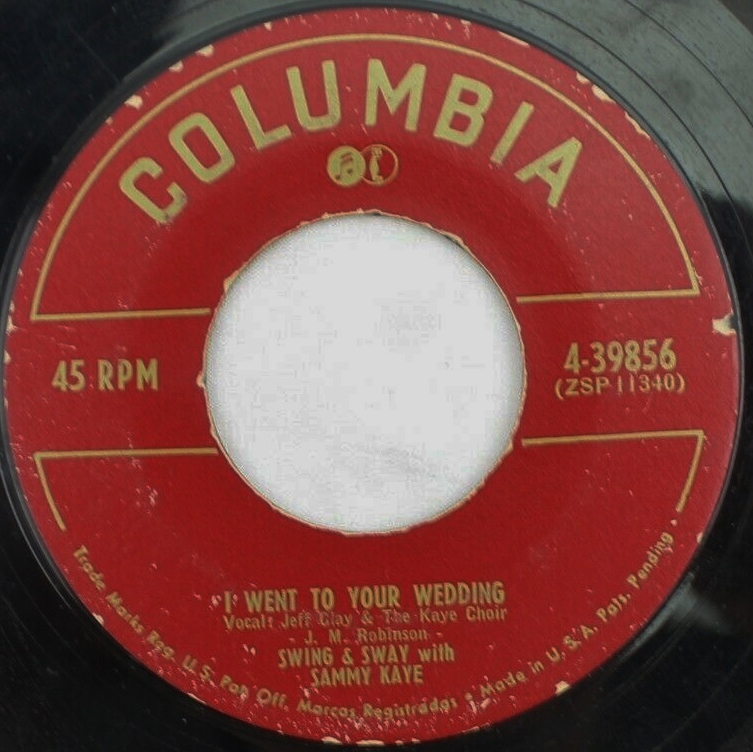 COLUMBIA
45 RPM
4-39856
(ZSP 11340)
"I WENT TO YOUR WEDDING
Vocal: Jeff Clay & The Kaye Choir
- J. M. Robinson -
SWING & SWAY with
SAMMY KAYE
Trade Marks Reg. U. S. Pat. Off. Marcas Registradas • Made in U. S. A. Pats. Pending •